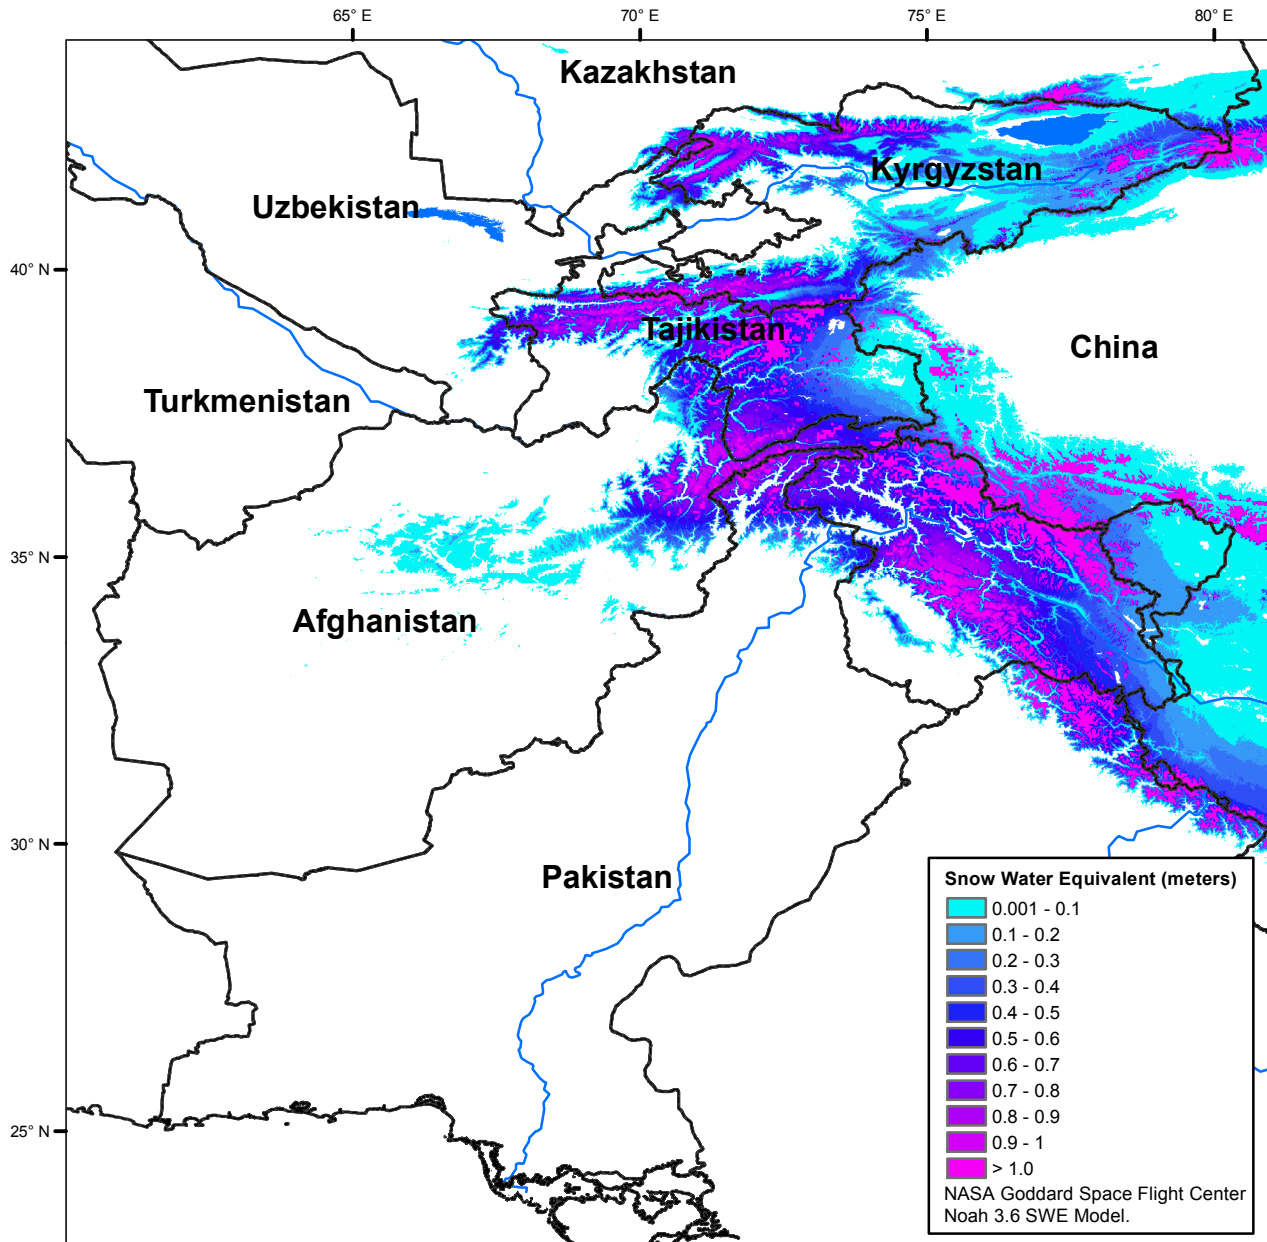 65° E
70° E
75° E
80° E
Kazakhstan
Kyrgyzstan
Uzbekistan
40° N
Tajikistan
China
Turkmenistan
35° N
Afghanistan
30° N
Pakistan
25° N
Snow Water Equivalent (meters)
0.001 - 0.1
0.1 - 0.2
0.2 - 0.3
0.3 - 0.4
0.4 - 0.5
0.5 - 0.6
0.6 - 0.7
0.7 - 0.8
0.8 - 0.9
0.9 - 1
> 1.0
NASA Goddard Space Flight Center
Noah 3.6 SWE Model.